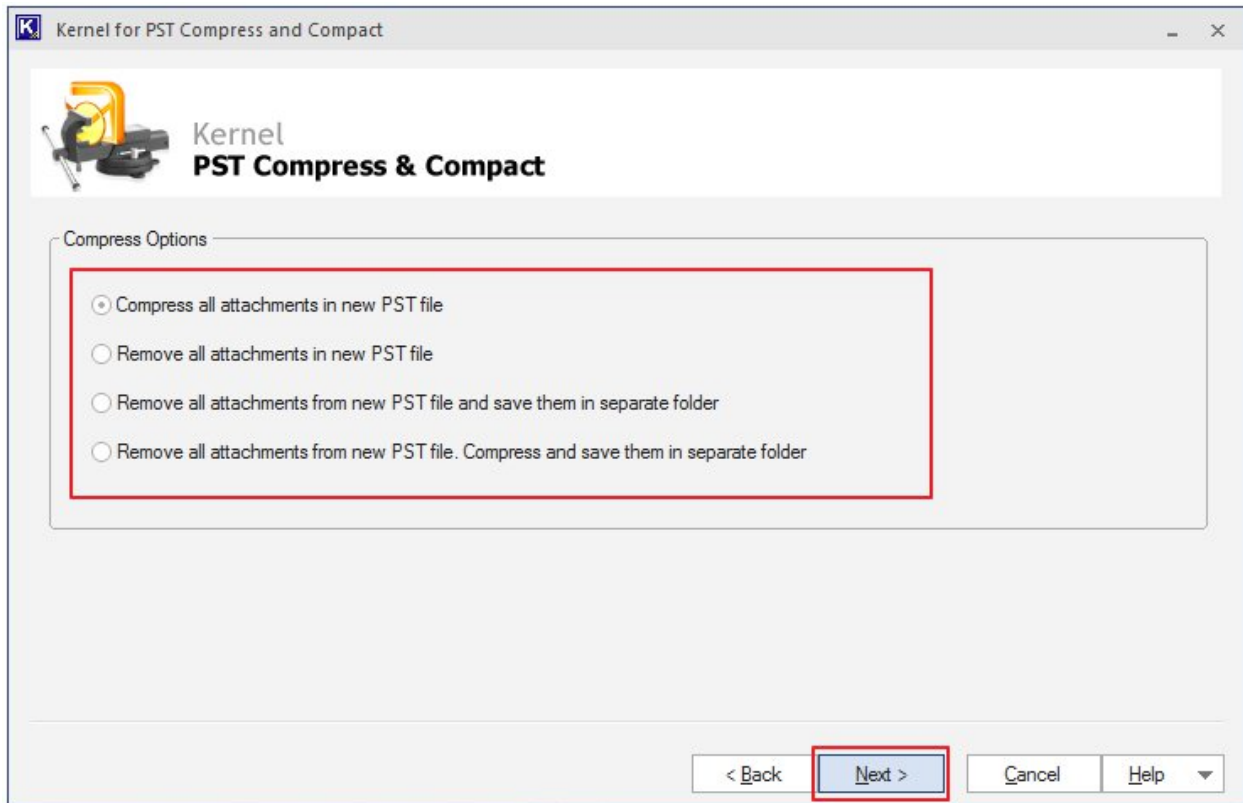 Kernel for PST Compress and Compact
Kernel
PST Compress & Compact
Compress Options
Compress all attachments in new PST file
Remove all attachments in new PST file
Remove all attachments from new PST file and save them in separate folder
Remove all attachments from new PST file. Compress and save them in separate folder
< Back Next > Cancel Help